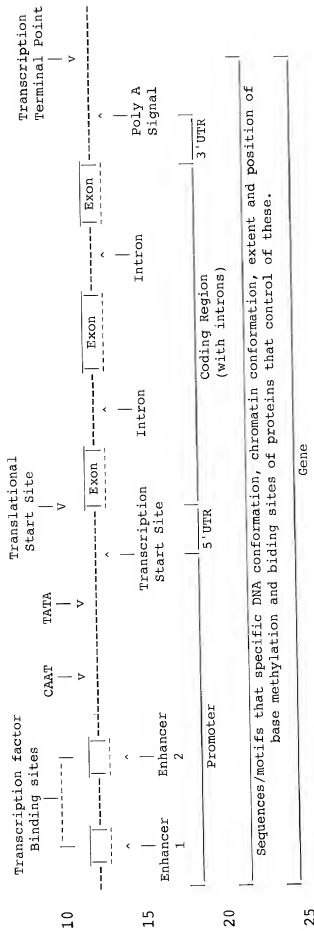 Transcription factor
Binding sites
CAAT
TATA
Translational
Start Site
Transcription
Terminal Point
10
Exon
Exon
Exon
15
Enhancer
1
Enhancer
2
Transcription
Start Site
Intron
Intron
Poly A
Signal
Promoter
5'UTR
Coding Region
(with introns)
3'UTR
20
Sequences/motifs that specific DNA conformation, chromatin conformation, extent and position of
base methylation and biding sites of proteins that control of these.
Gene
25